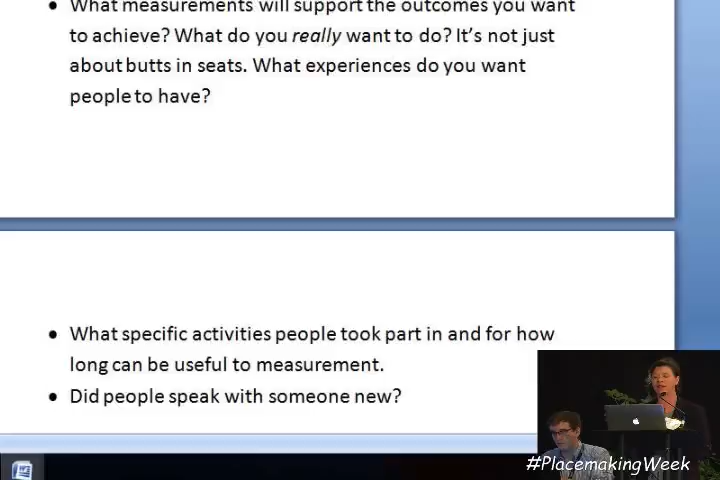 What measurements will support the outcomes you want
to achieve? What do you really want to do? It's not just
about butts in seats. What experiences do you want
people to have?
What specific activities people took part in and for how
long can be useful to measurement.
Did people speak with someone new?
#PlacemakingWeek